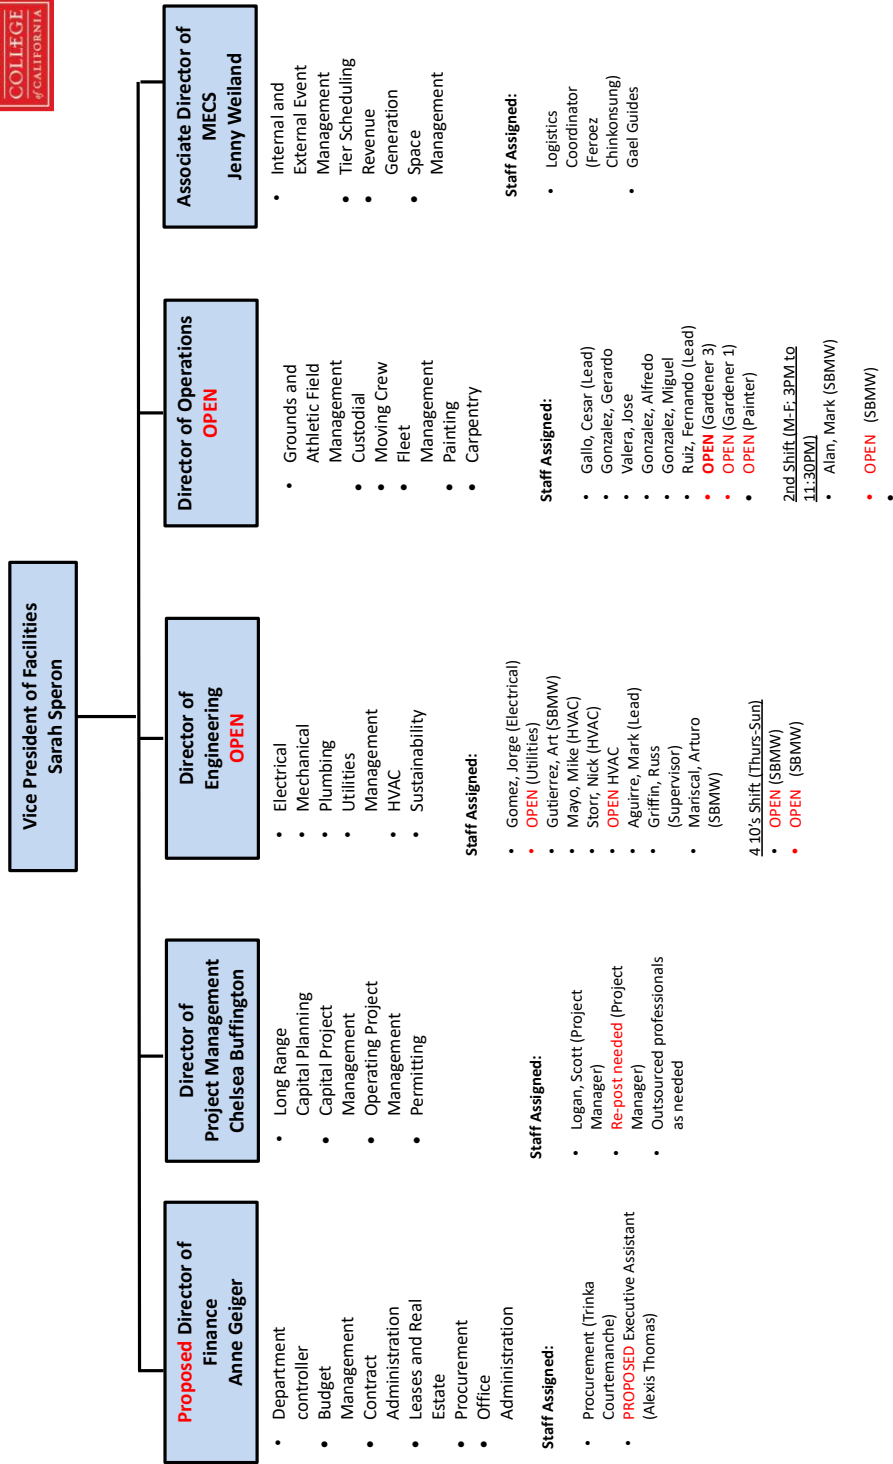 COLLEGE
of CALIFORNIA
Vice President of Facilities
Sarah Speron
Proposed Director of
Finance
Anne Geiger
• Department
controller
• Budget
Management
• Contract
Administration
• Leases and Real
Estate
• Procurement
• Office
Administration
Staff Assigned:
• Procurement (Trinka
Courtemanche)
• PROPOSED Executive Assistant
(Alexis Thomas)
Director of
Project Management
Chelsea Buffington
• Long Range
Capital Planning
• Capital Project
Management
• Operating Project
Management
• Permitting
Staff Assigned:
• Logan, Scott (Project
Manager)
• Re-post needed (Project
Manager)
• Outsourced professionals
as needed
Director of
Engineering
OPEN
• Electrical
• Mechanical
• Plumbing
• Utilities
Management
• HVAC
• Sustainability
Staff Assigned:
• Gomez, Jorge (Electrical)
• OPEN (Utilities)
• Gutierrez, Art (SBMW)
• Mayo, Mike (HVAC)
• Storr, Nick (HVAC)
• OPEN HVAC
• Aguirre, Mark (Lead)
• Griffin, Russ
(Supervisor)
• Mariscal, Arturo
(SBMW)
4 10's Shift (Thurs-Sun)
• OPEN (SBMW)
• OPEN (SBMW)
Director of Operations
OPEN
• Grounds and
Athletic Field
Management
• Custodial
• Moving Crew
• Fleet
Management
• Painting
• Carpentry
Staff Assigned:
• Gallo, Cesar (Lead)
• Gonzalez, Gerardo
• Valera, Jose
• Gonzalez, Alfredo
• Gonzalez, Miguel
• Ruiz, Fernando (Lead)
• OPEN (Gardener 3)
• OPEN (Gardener 1)
• OPEN (Painter)
2nd Shift (M-F; 3PM to
11:30PM)
• Alan, Mark (SBMW)
• OPEN (SBMW)
•
Associate Director of
MECS
Jenny Weiland
• Internal and
External Event
Management
• Tier Scheduling
• Revenue
Generation
• Space
Management
Staff Assigned:
• Logistics
Coordinator
(Feroez
Chinkonsung)
• Gael Guides